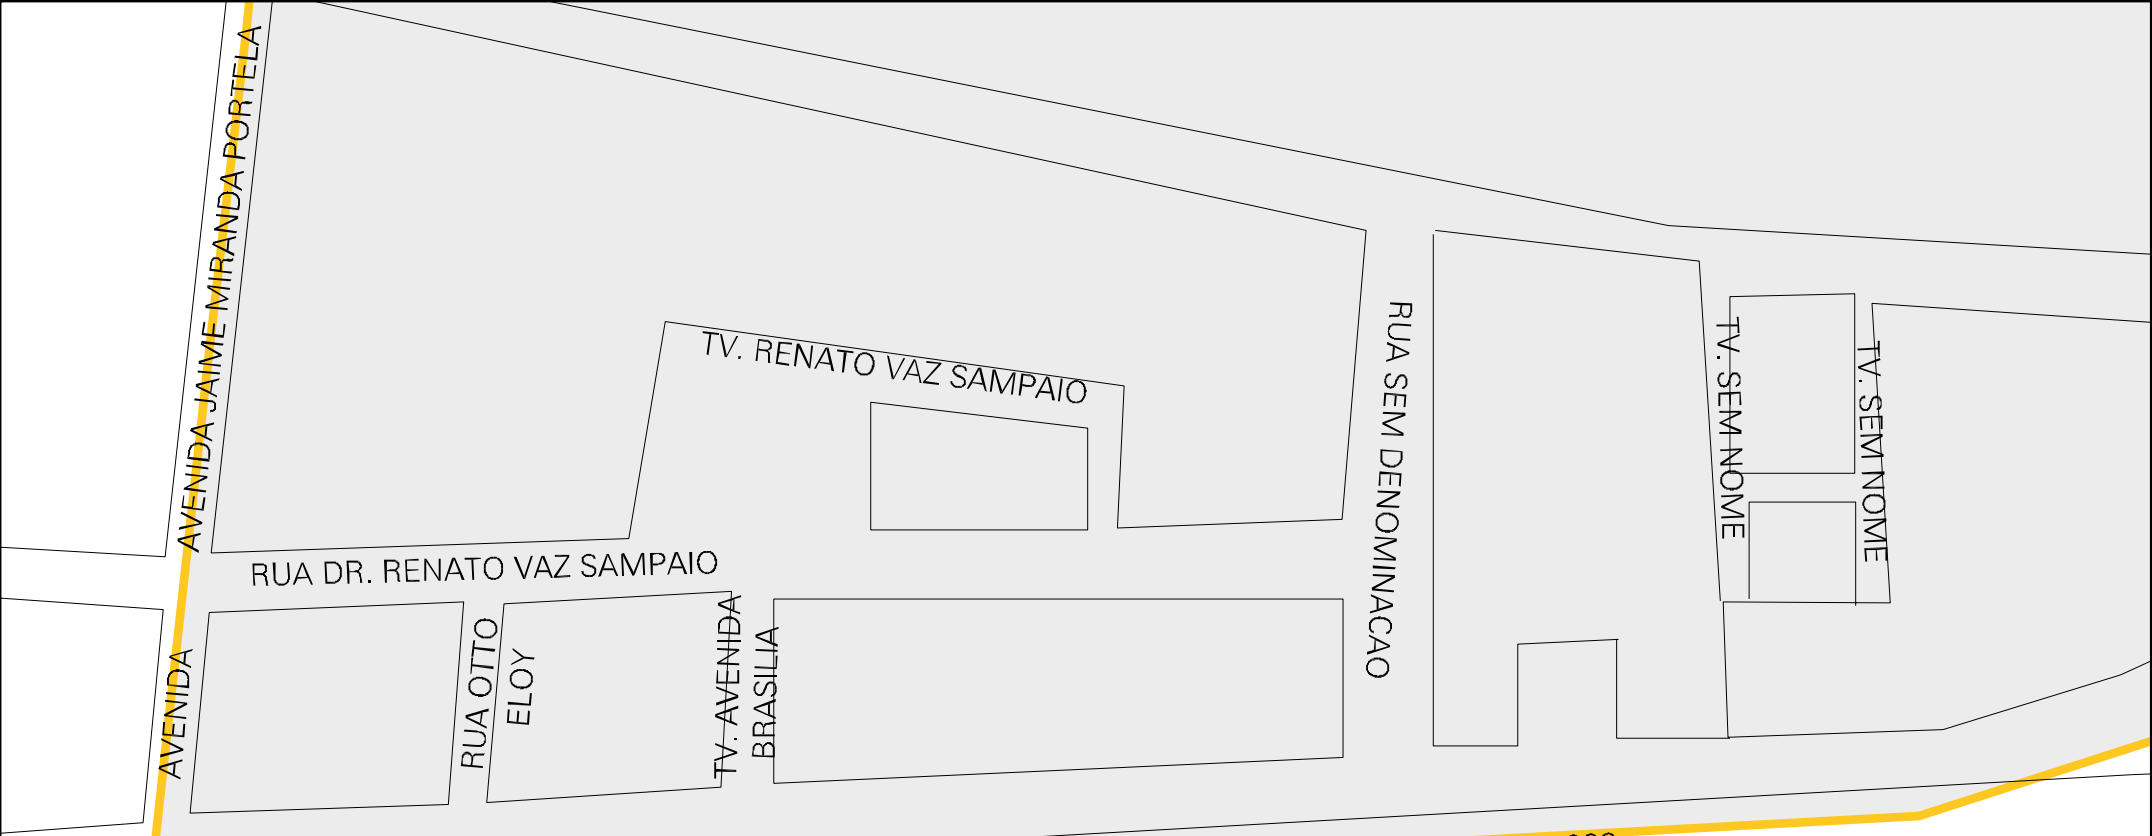 AVENIDA JAIME MIRANDA PORTELA
TV. RENATO VAZ SAMPAIO
RUA SEM DENOMINACAO
TV. SEM NOME
TV. SEM NOME
RUA DR. RENATO VAZ SAMPAIO
AVENIDA
RUA OTTO
ELOY
TV. AVENIDA
BRASILIA